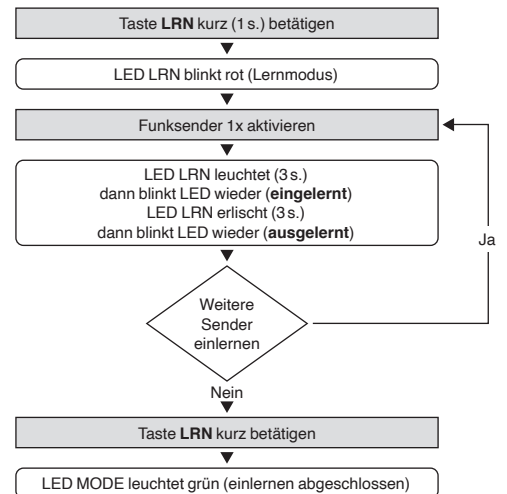 Taste LRN kurz (1 s.) betätigen
LED LRN blinkt rot (Lernmodus)
Funksender 1x aktivieren
LED LRN leuchtet (3 s.)
dann blinkt LED wieder (eingelernt)
LED LRN erlischt (3 s.)
dann blinkt LED wieder (ausgelernt)
Ja
Weitere
Sender
einlernen
Nein
Taste LRN kurz betätigen
LED MODE leuchtet grün (einlernen abgeschlossen)